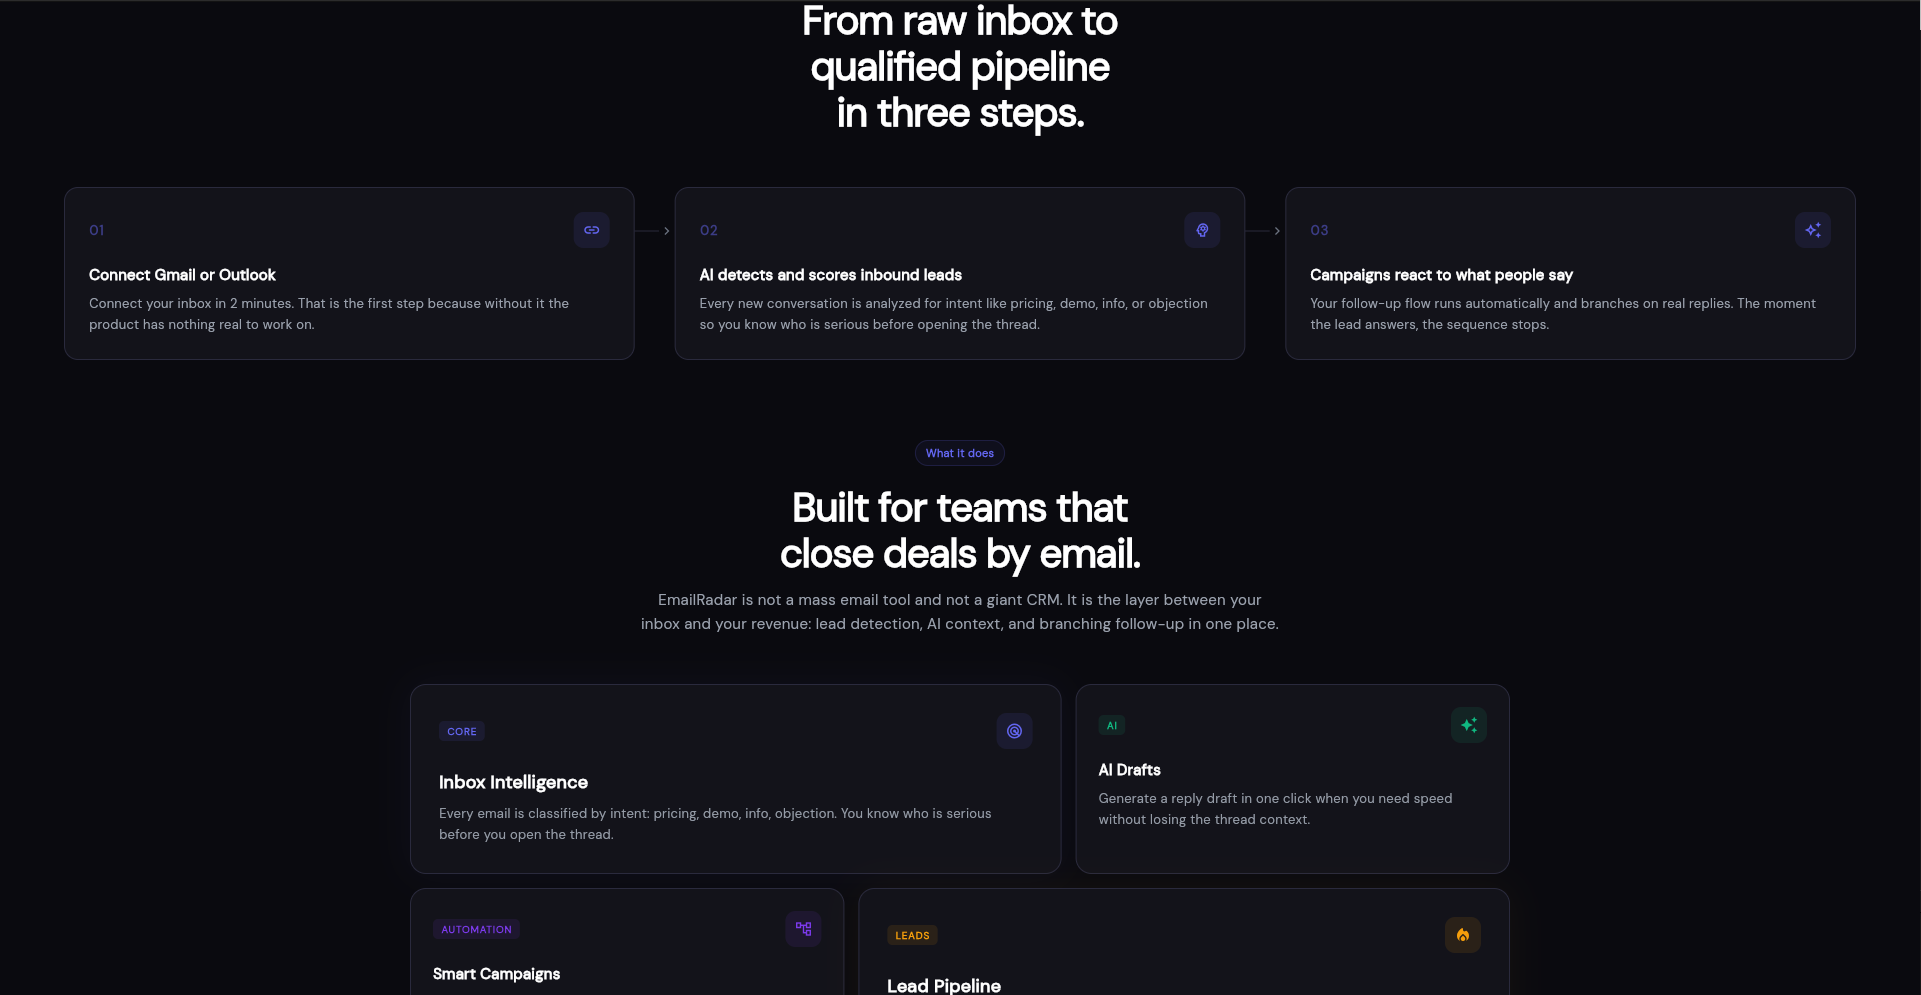 From raw inbox to
qualified pipeline
in three steps.
01
Connect Gmail or Outlook
Connect your inbox in 2 minutes. That is the first step because without it the
product has nothing real to work on.
02
AI detects and scores inbound leads
Every new conversation is analyzed for intent like pricing, demo, info, or objection
so you know who is serious before opening the thread.
03
Campaigns react to what people say
Your follow-up flow runs automatically and branches on real replies. The moment
the lead answers, the sequence stops.
What it does
Built for teams that
close deals by email.
EmailRadar is not a mass email tool and not a giant CRM. It is the layer between your
inbox and your revenue: lead detection, AI context, and branching follow-up in one place.
CORE
Inbox Intelligence
Every email is classified by intent: pricing, demo, info, objection. You know who is serious
before you open the thread.
AI
AI Drafts
Generate a reply draft in one click when you need speed
without losing the thread context.
AUTOMATION
Smart Campaigns
LEADS
Lead Pipeline